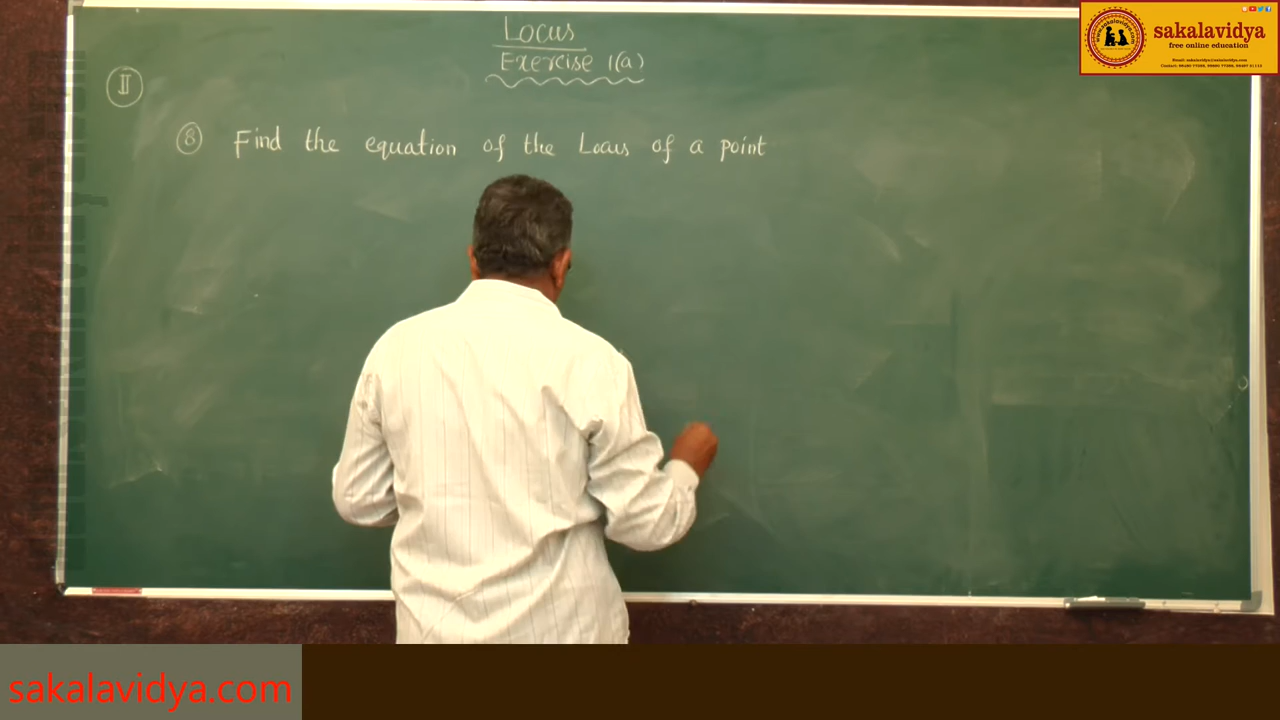 Locus
Exercise 1(a)
II
8 Find the equation of the Locus of a point
sakalavidya
free online education
sakalavidya.com